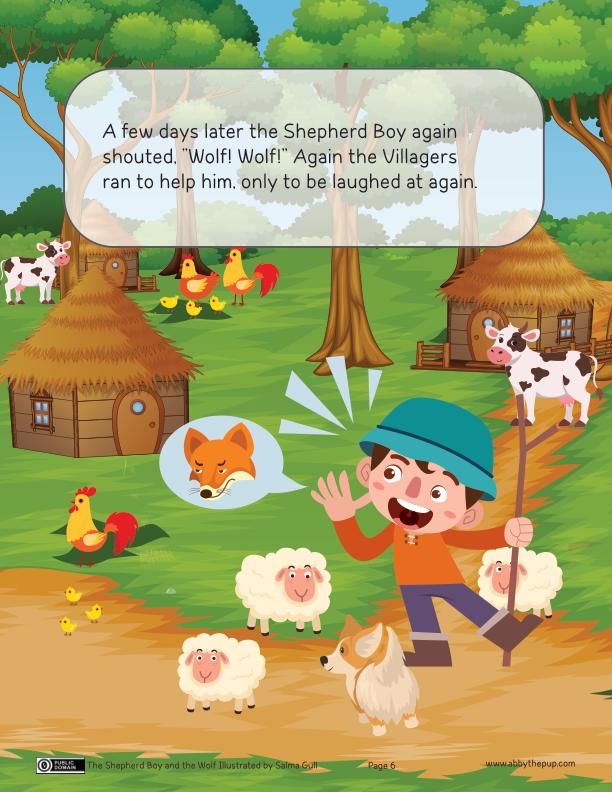 A few days later the Shepherd Boy again
shouted, "Wolf! Wolf!" Again the Villagers
ran to help him, only to be laughed at again.
PUBLIC
DOMAIN
The Shepherd Boy and the Wolf Illustrated by Salma Gull
Page 6
www.abbythepup.com